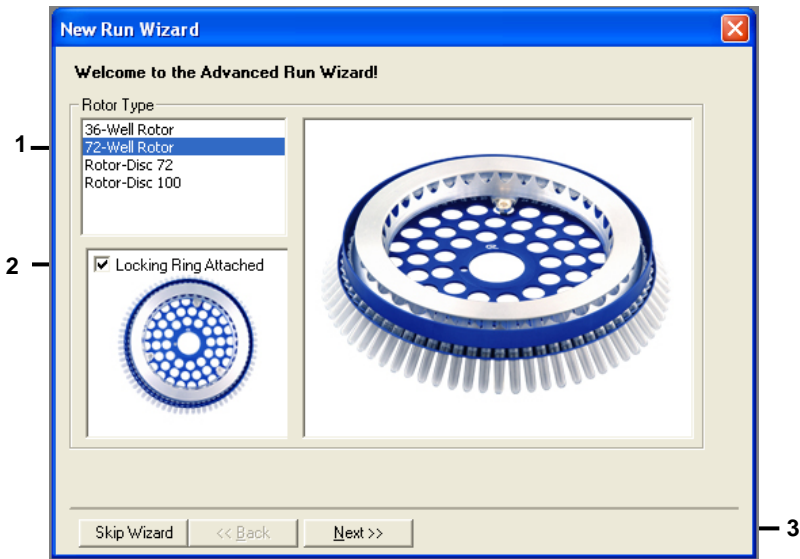 New Run Wizard
Welcome to the Advanced Run Wizard!
Rotor Type
1
36-Well Rotor
72-Well Rotor
Rotor-Disc 72
Rotor-Disc 100
2
Locking Ring Attached
Skip Wizard
<< Back
Next >>
3